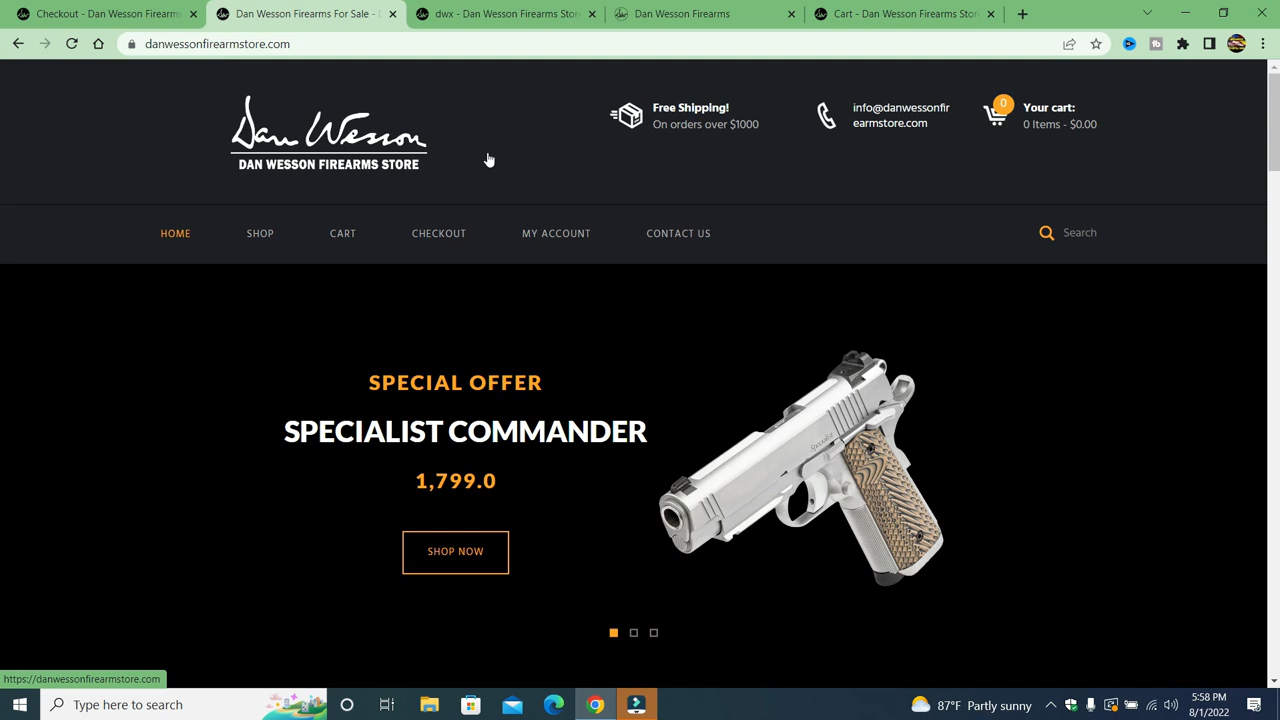 Checkout - Dan Wesson Firearms
Dan Wesson Firearms For Sale -
dwx - Dan Wesson Firearms Stor
Dan Wesson Firearms
Cart - Dan Wesson Firearms Stor
danwessonfirearmstore.com
Dan Wesson
DAN WESSON FIREARMS STORE
Free Shipping!
On orders over $1000
info@danwessonfir
earmstore.com
0
Your cart:
0 Items - $0.00
HOME
SHOP
CART
CHECKOUT
MY ACCOUNT
CONTACT US
Search
SPECIAL OFFER
SPECIALIST COMMANDER
1,799.0
SHOP NOW
Specialist
https://danwessonfirearmstore.com
Type here to search
87°F Partly sunny
5:58 PM
8/1/2022